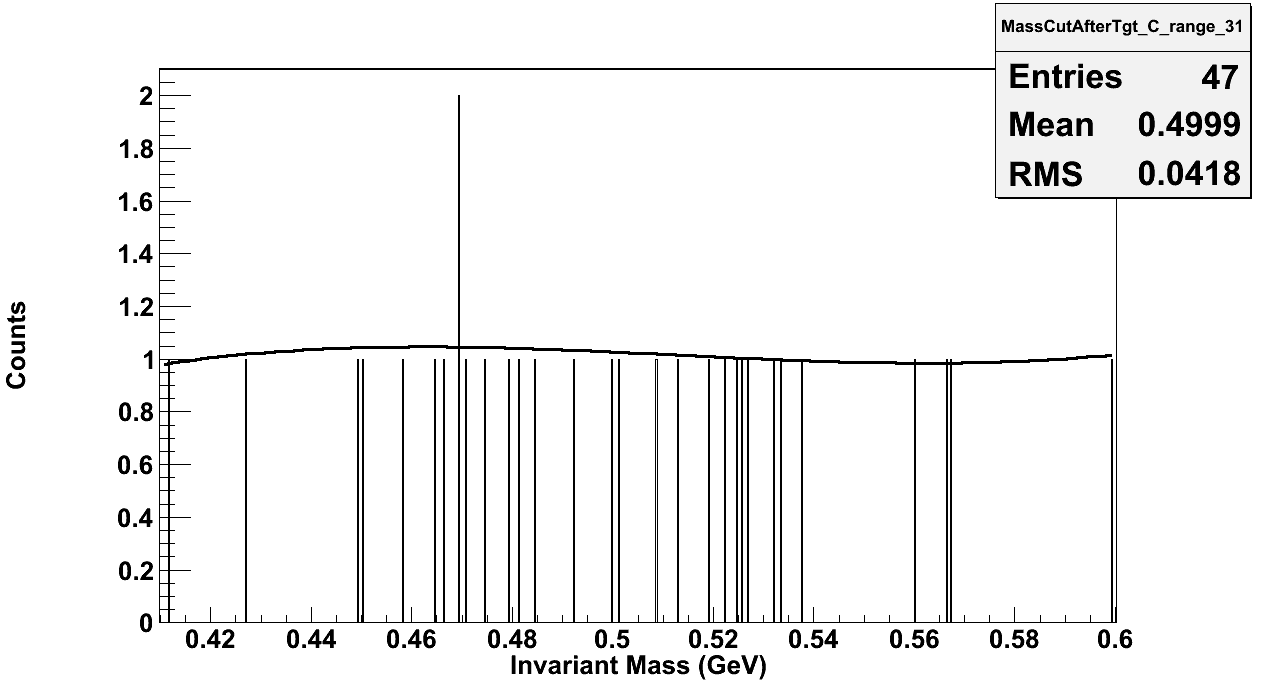 MassCutAfterTgt_C_range_31
Entries 47
Mean 0.4999
RMS 0.0418
2
1.8
1.6
1.4
1.2
1
0.8
0.6
0.4
0.2
0
Counts
0.42 0.44 0.46 0.48 0.5 0.52 0.54 0.56 0.58 0.6
Invariant Mass (GeV)